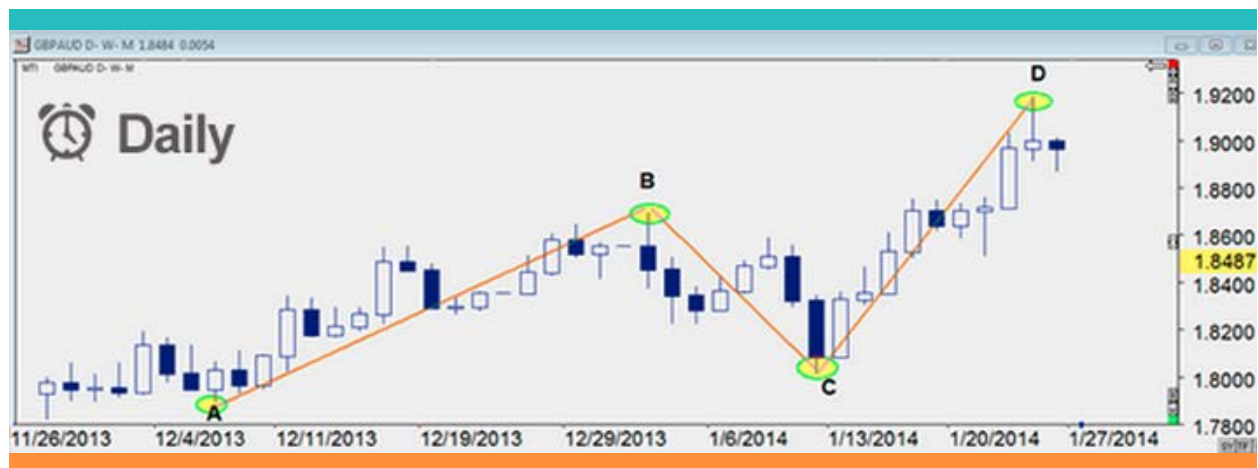 GBPAUD D- W- M 1.8484 0.0054
MTI GBPAUD D- W- M
Daily
D
B
A
C
1.9200
1.9000
1.8800
1.8600
1.8487
1.8400
1.8200
1.8000
1.7800
11/26/2013 12/4/2013 12/11/2013 12/19/2013 12/29/2013 1/6/2014 1/13/2014 1/20/2014 1/27/2014